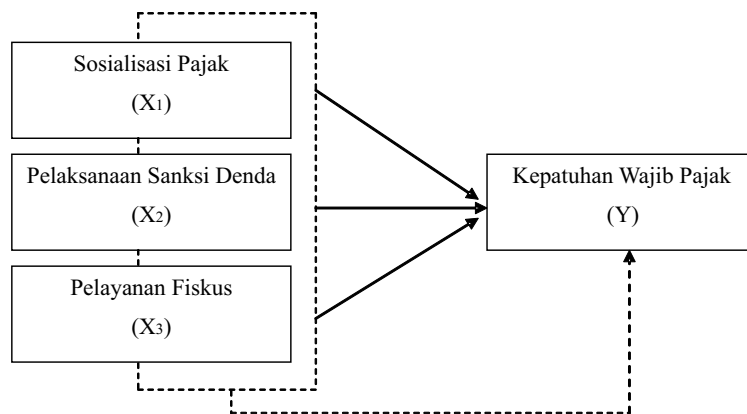 Sosialisasi Pajak
(X1)
Pelaksanaan Sanksi Denda
(X2)
Pelayanan Fiskus
(X3)
Kepatuhan Wajib Pajak
(Y)